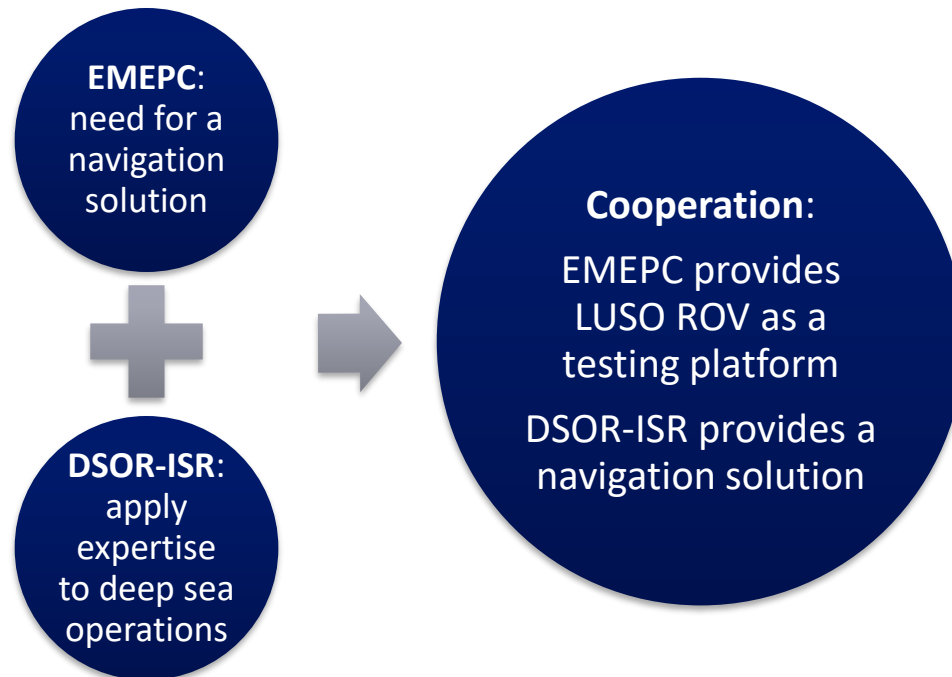 EMEPC:
need for a
navigation
solution
DSOR-ISR:
apply
expertise
to deep sea
operations
Cooperation:
EMEPC provides
LUSO ROV as a
testing platform
DSOR-ISR provides a
navigation solution